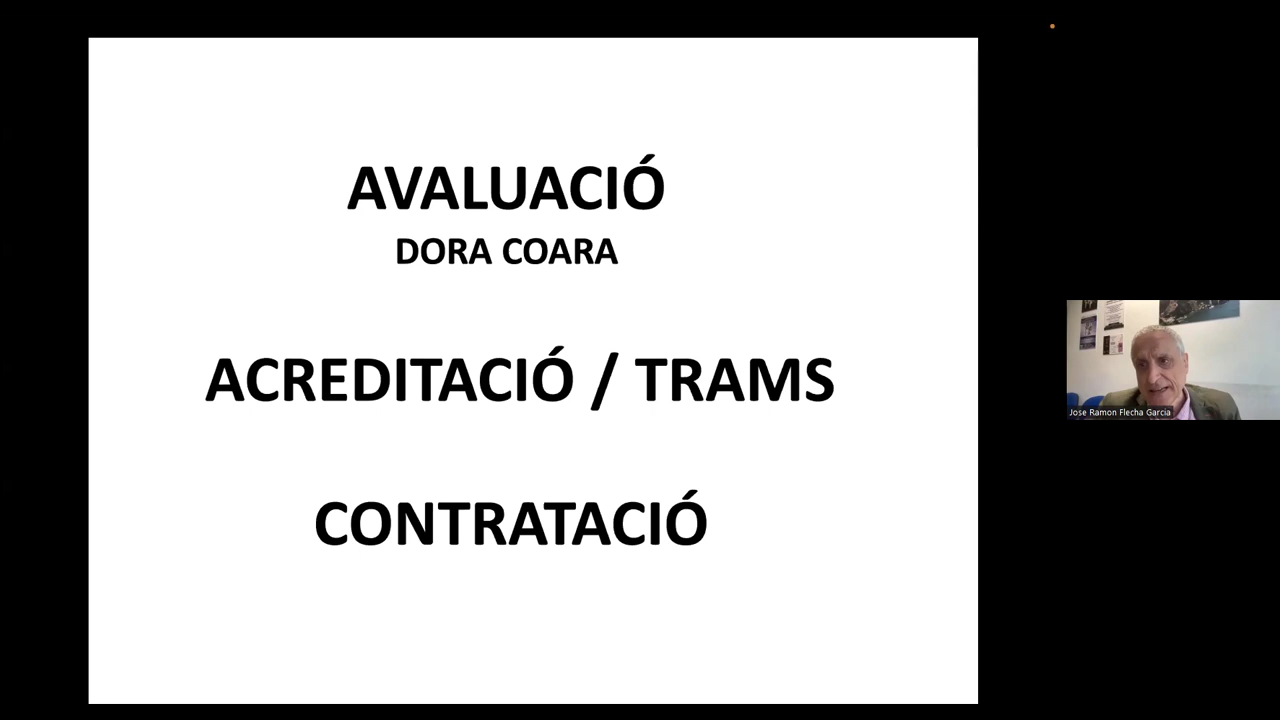 AVALUACIÓ
DORA COARA
ACREDITACIÓ / TRAMS
CONTRATACIÓ
Jose Ramon Flecha Garcia